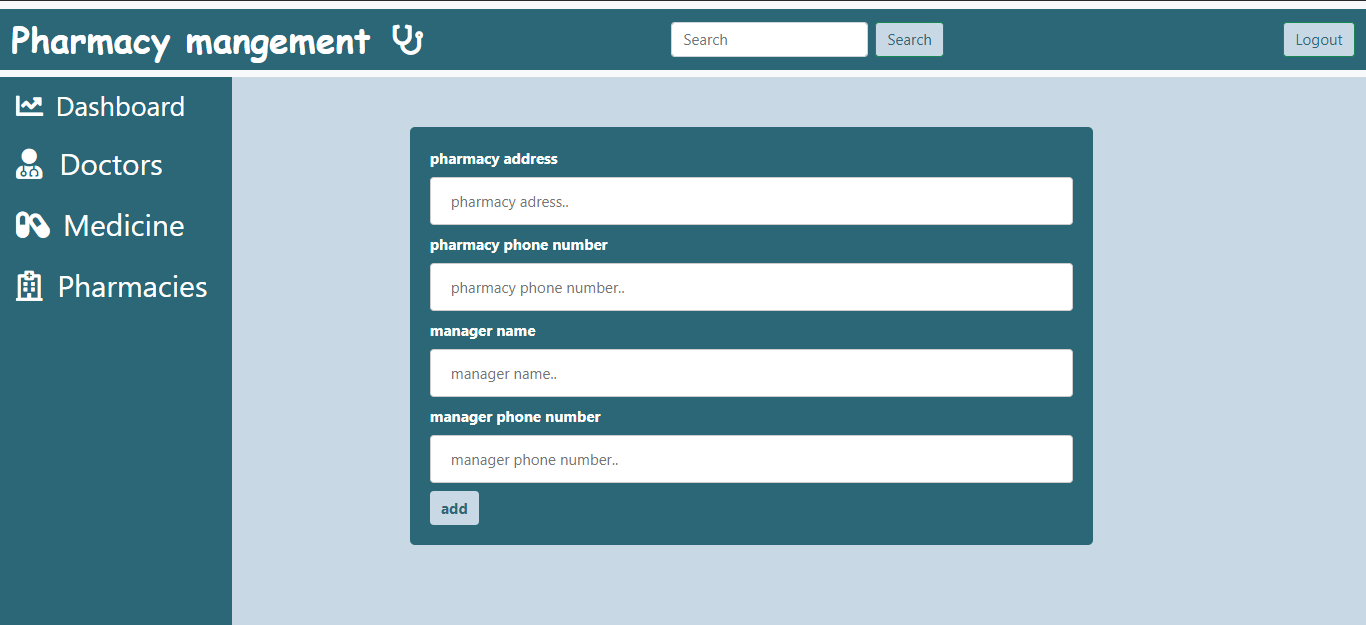 Pharmacy mangement
Search
Search
Logout
Dashboard
Doctors
Medicine
Pharmacies
pharmacy address
pharmacy adress..
pharmacy phone number
pharmacy phone number..
manager name
manager name..
manager phone number
manager phone number..
add